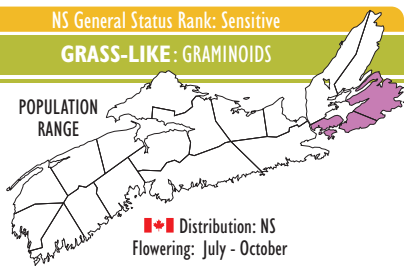 NS General Status Rank: Sensitive
GRASS-LIKE: GRAMINOIDS
POPULATION
RANGE
Distribution: NS
Flowering: July - October